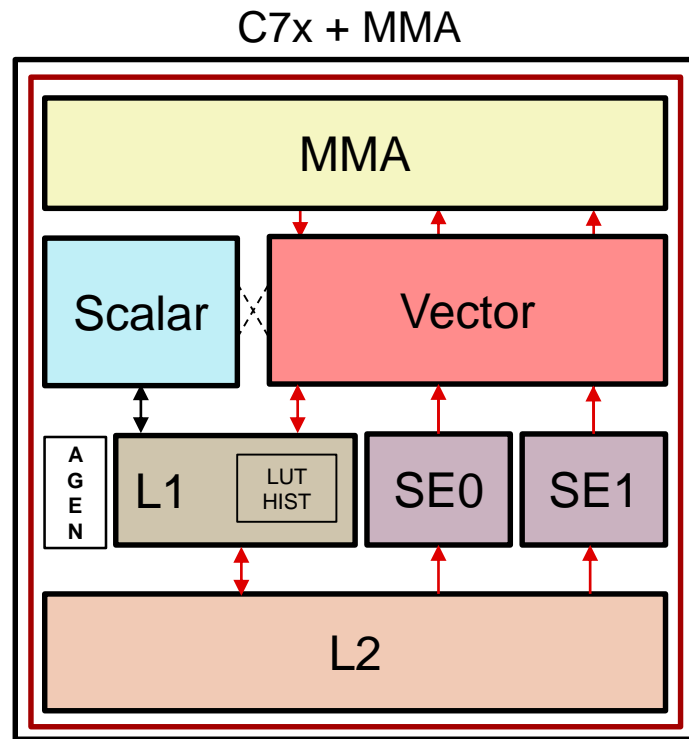 C7x + MMA
MMA
Scalar
Vector
A
G
E
N
L1
LUT
HIST
SE0
SE1
L2